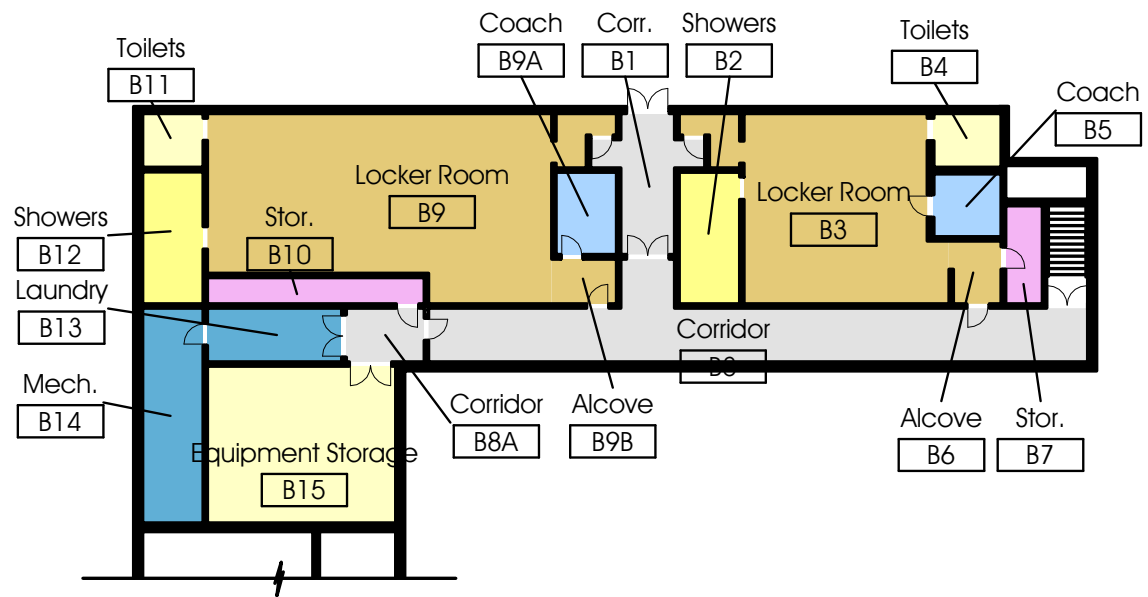 Toilets
B11
Coach
B9A
Corr.
B1
Showers
B2
Toilets
B4
Coach
B5
Locker Room
B9
Locker Room
B3
Showers
B12
Stor.
B10
Laundry
B13
Corridor
B8
Mech.
B14
Corridor
B8A
Alcove
B9B
Alcove
B6
Stor.
B7
Equipment Storage
B15